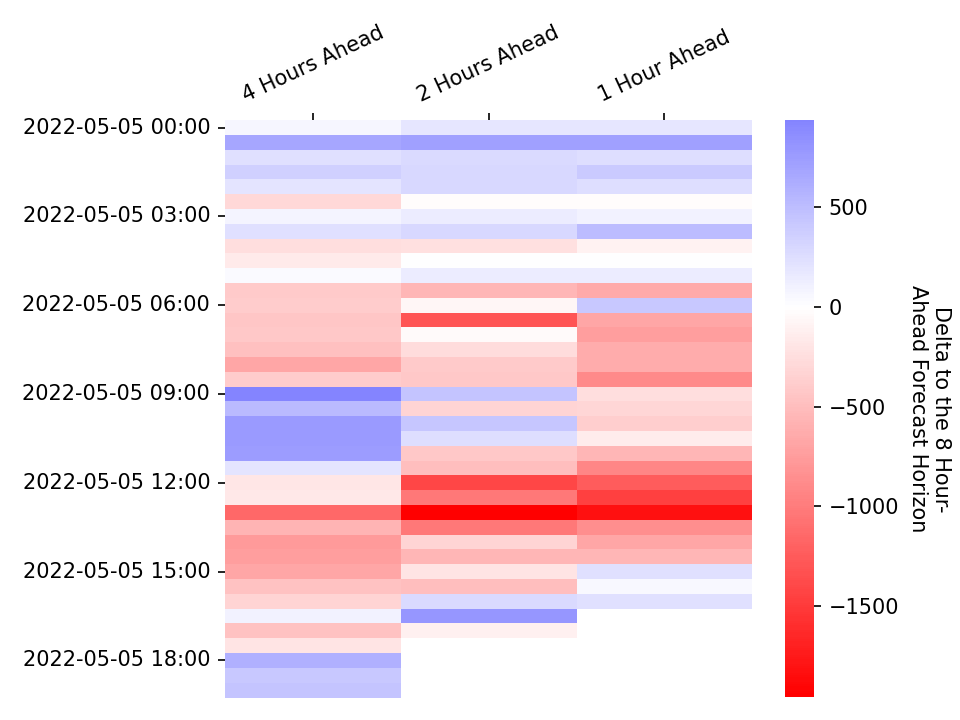 4 Hours Ahead
2 Hours Ahead
1 Hour Ahead
2022-05-05 00:00
2022-05-05 03:00
2022-05-05 06:00
2022-05-05 09:00
2022-05-05 12:00
2022-05-05 15:00
2022-05-05 18:00
500
0
−500
−1000
−1500
Delta to the 8 Hour-
Ahead Forecast Horizon